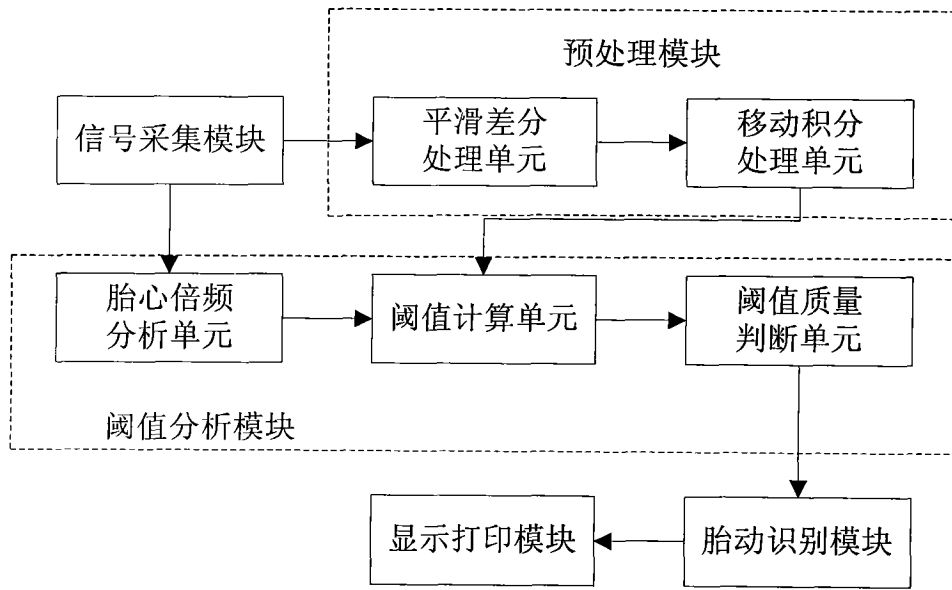 预处理模块
信号采集模块
平滑差分
处理单元
移动积分
处理单元
胎心倍频
分析单元
阈值计算单元
阈值质量
判断单元
阈值分析模块
显示打印模块
胎动识别模块